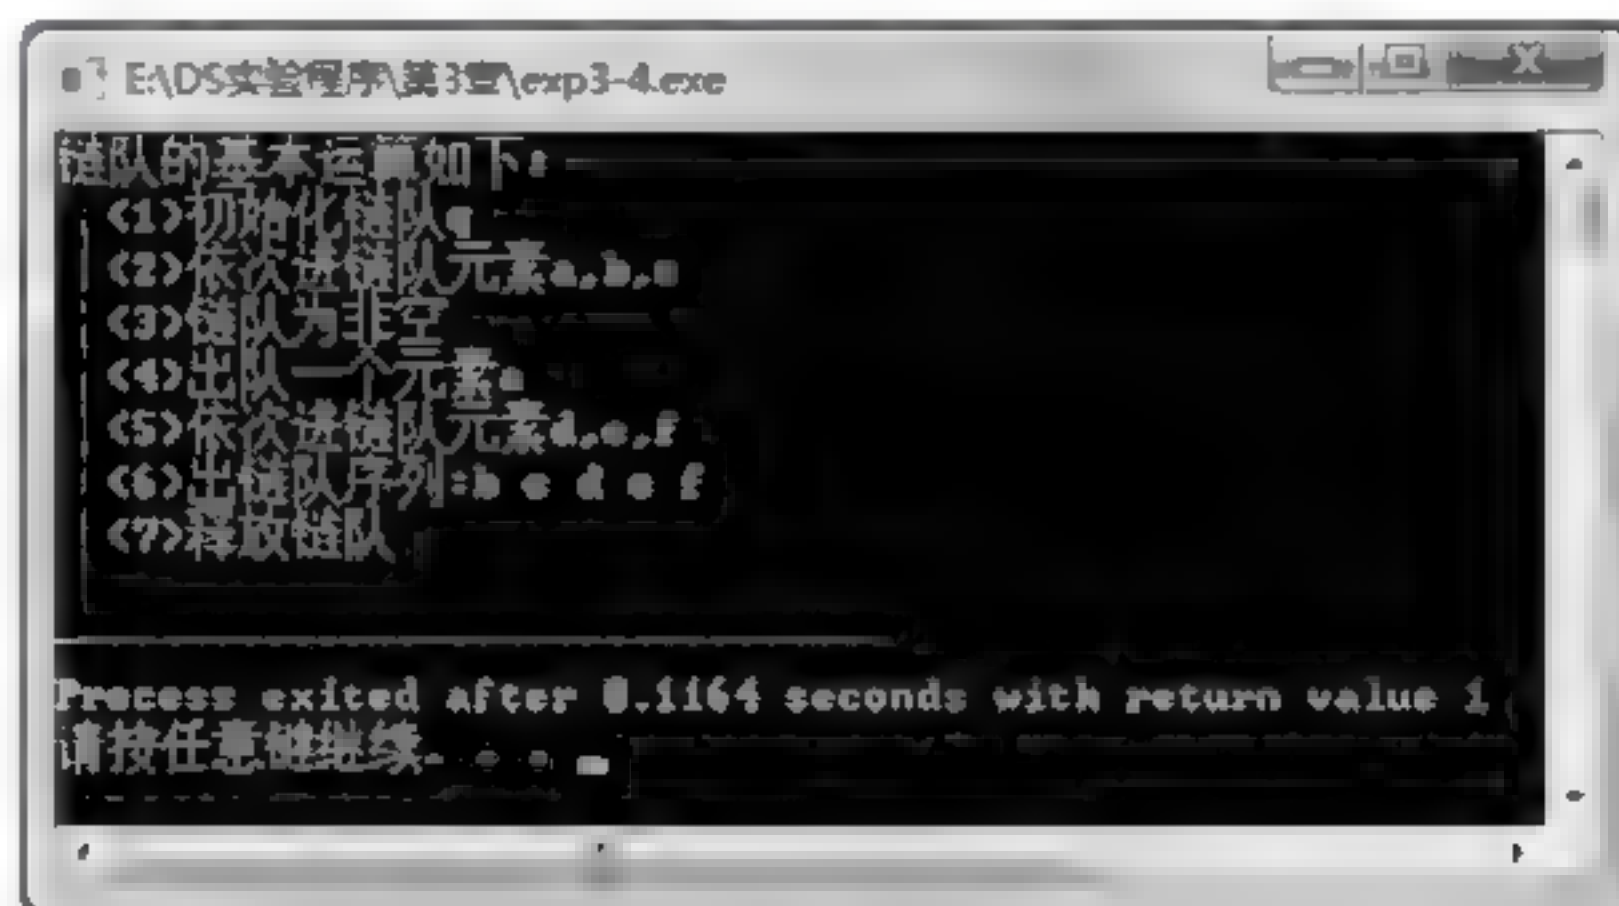 E:\DS实验程序\第3章\exp3-4.exe
链队的基本运算如下:
(1)初始化链队q
(2)依次进链队元素a,b,c
(3)链队为非空
(4)出队一个元素a
(5)依次进链队元素d,e,f
(6)出链队序列:b c d e f
(7)释放链队
Process exited after 0.1164 seconds with return value 1
请按任意键继续. . .